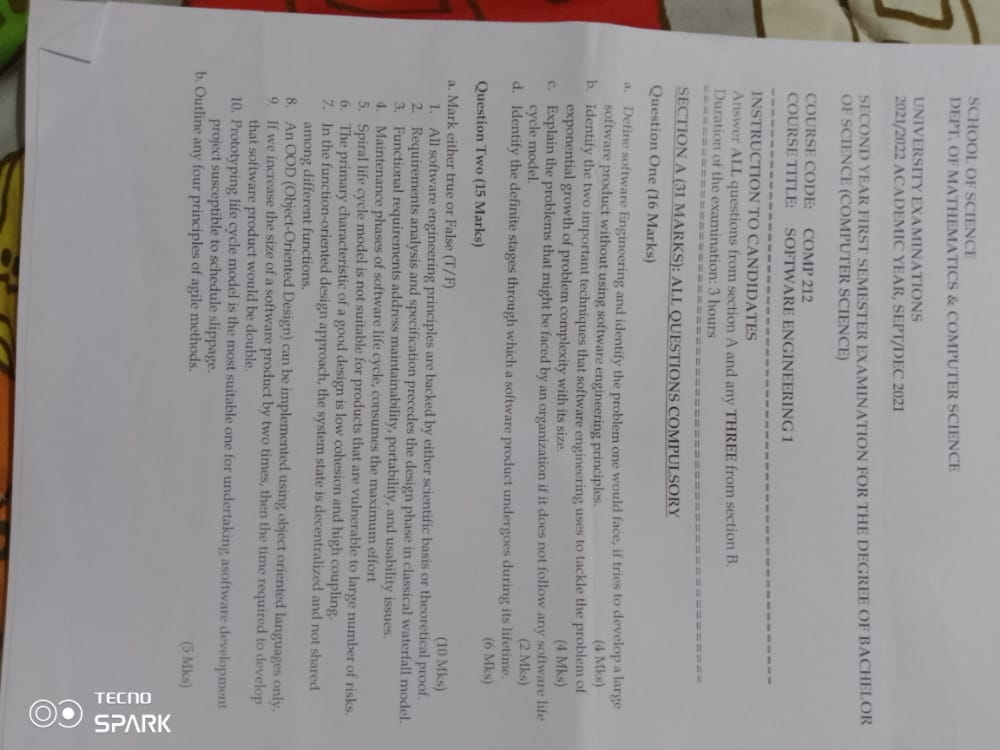 SCHOOL OF SCIENCE
DEPT. OF MATHEMATICS & COMPUTER SCIENCE
UNIVERSITY EXAMINATIONS
2021/2022 ACADEMIC YEAR, SEPT/DEC 2021
SECOND YEAR FIRST SEMESTER EXAMINATION FOR THE DEGREE OF BACHELOR
OF SCIENCE (COMPUTER SCIENCE)
COURSE CODE: COMP 212
COURSE TITLE: SOFTWARE ENGINEERING 1
INSTRUCTION TO CANDIDATES
Answer ALL questions from section A and any THREE from section B.
Duration of the examination: 3 hours
SECTION A (31 MARKS): ALL QUESTIONS COMPULSORY
Question One (16 Marks)
a. Define software Engineering and identify the problem one would face, if tries to develop a large
software product without using software engineering principles. (4 Mks)
b. Identify the two important techniques that software engineering uses to tackle the problem of
exponential growth of problem complexity with its size. (4 Mks)
c. Explain the problems that might be faced by an organization if it does not follow any software life
cycle model. (2 Mks)
d. Identify the definite stages through which a software product undergoes during its lifetime.
(6 Mks)
Question Two (15 Marks)
a. Mark either true or False (T/F) (10 Mks)
1. All software engineering principles are backed by either scientific basis or theoretical proof.
2. Requirements analysis and specification precedes the design phase in classical waterfall model.
3. Functional requirements address maintainability, portability, and usability issues.
4. Maintenance phases of software life cycle, consumes the maximum effort
5. Spiral life cycle model is not suitable for products that are vulnerable to large number of risks.
6. The primary characteristic of a good design is low cohesion and high coupling.
7. In the function-oriented design approach, the system state is decentralized and not shared
among different functions.
8. An OOD (Object-Oriented Design) can be implemented using object oriented languages only.
9. If we increase the size of a software product by two times, then the time required to develop
that software product would be double.
10. Prototyping life cycle model is the most suitable one for undertaking asoftware development
project susceptible to schedule slippage.
b. Outline any four principles of agile methods. (5 Mks)
TECNO
SPARK